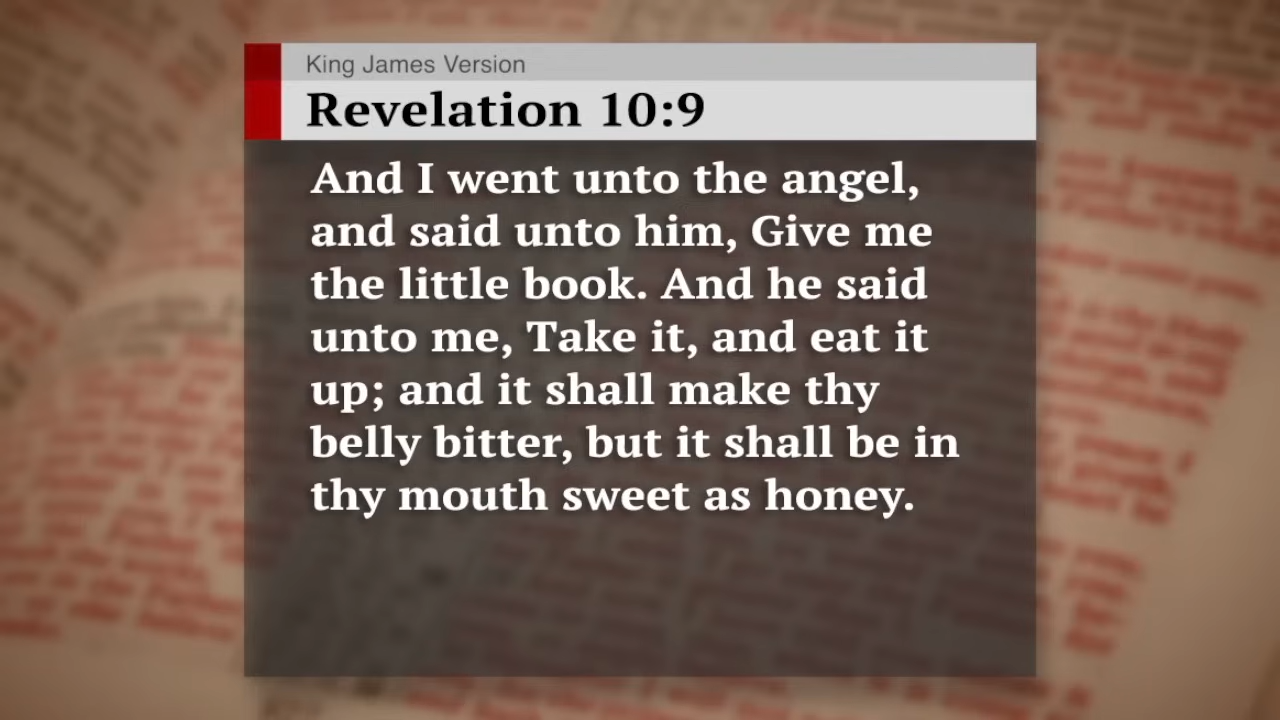 King James Version
Revelation 10:9
And I went unto the angel,
and said unto him, Give me
the little book. And he said
unto me, Take it, and eat it
up; and it shall make thy
belly bitter, but it shall be in
thy mouth sweet as honey.